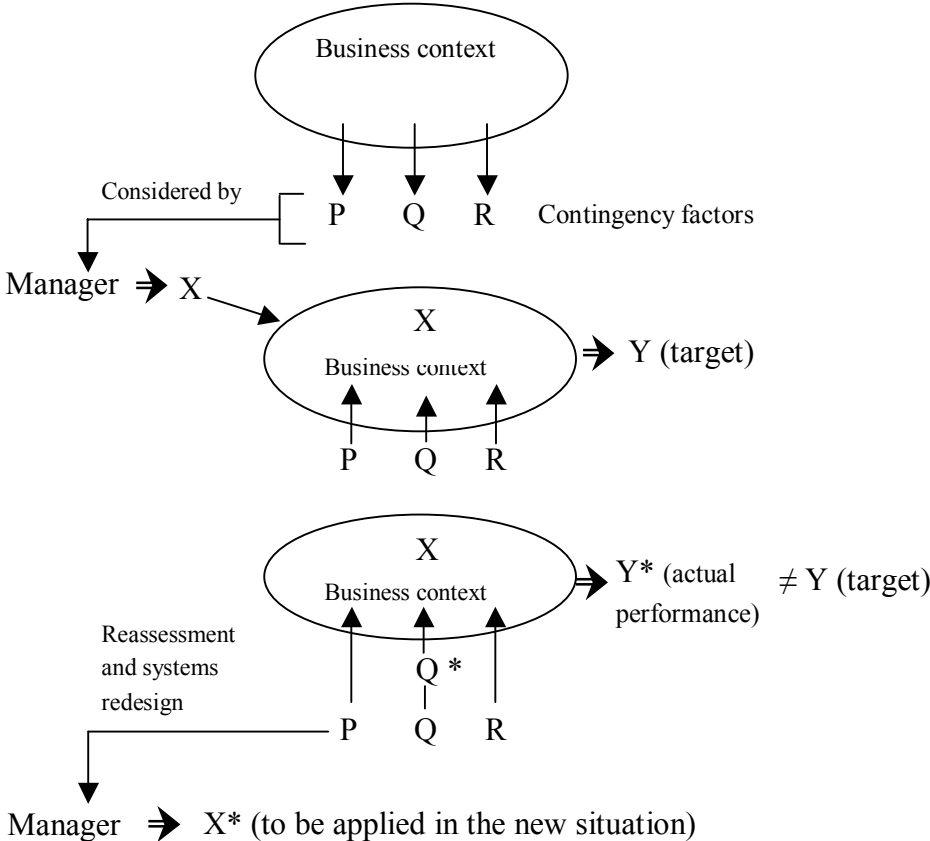 Business context
Considered by
P Q R Contingency factors
Manager ⇒ X
X
Business context
Y (target)
P Q R
X
Business context
Y* (actual performance) ≠ Y (target)
Reassessment
and systems
redesign
Q *
P Q R
Manager ⇒ X* (to be applied in the new situation)